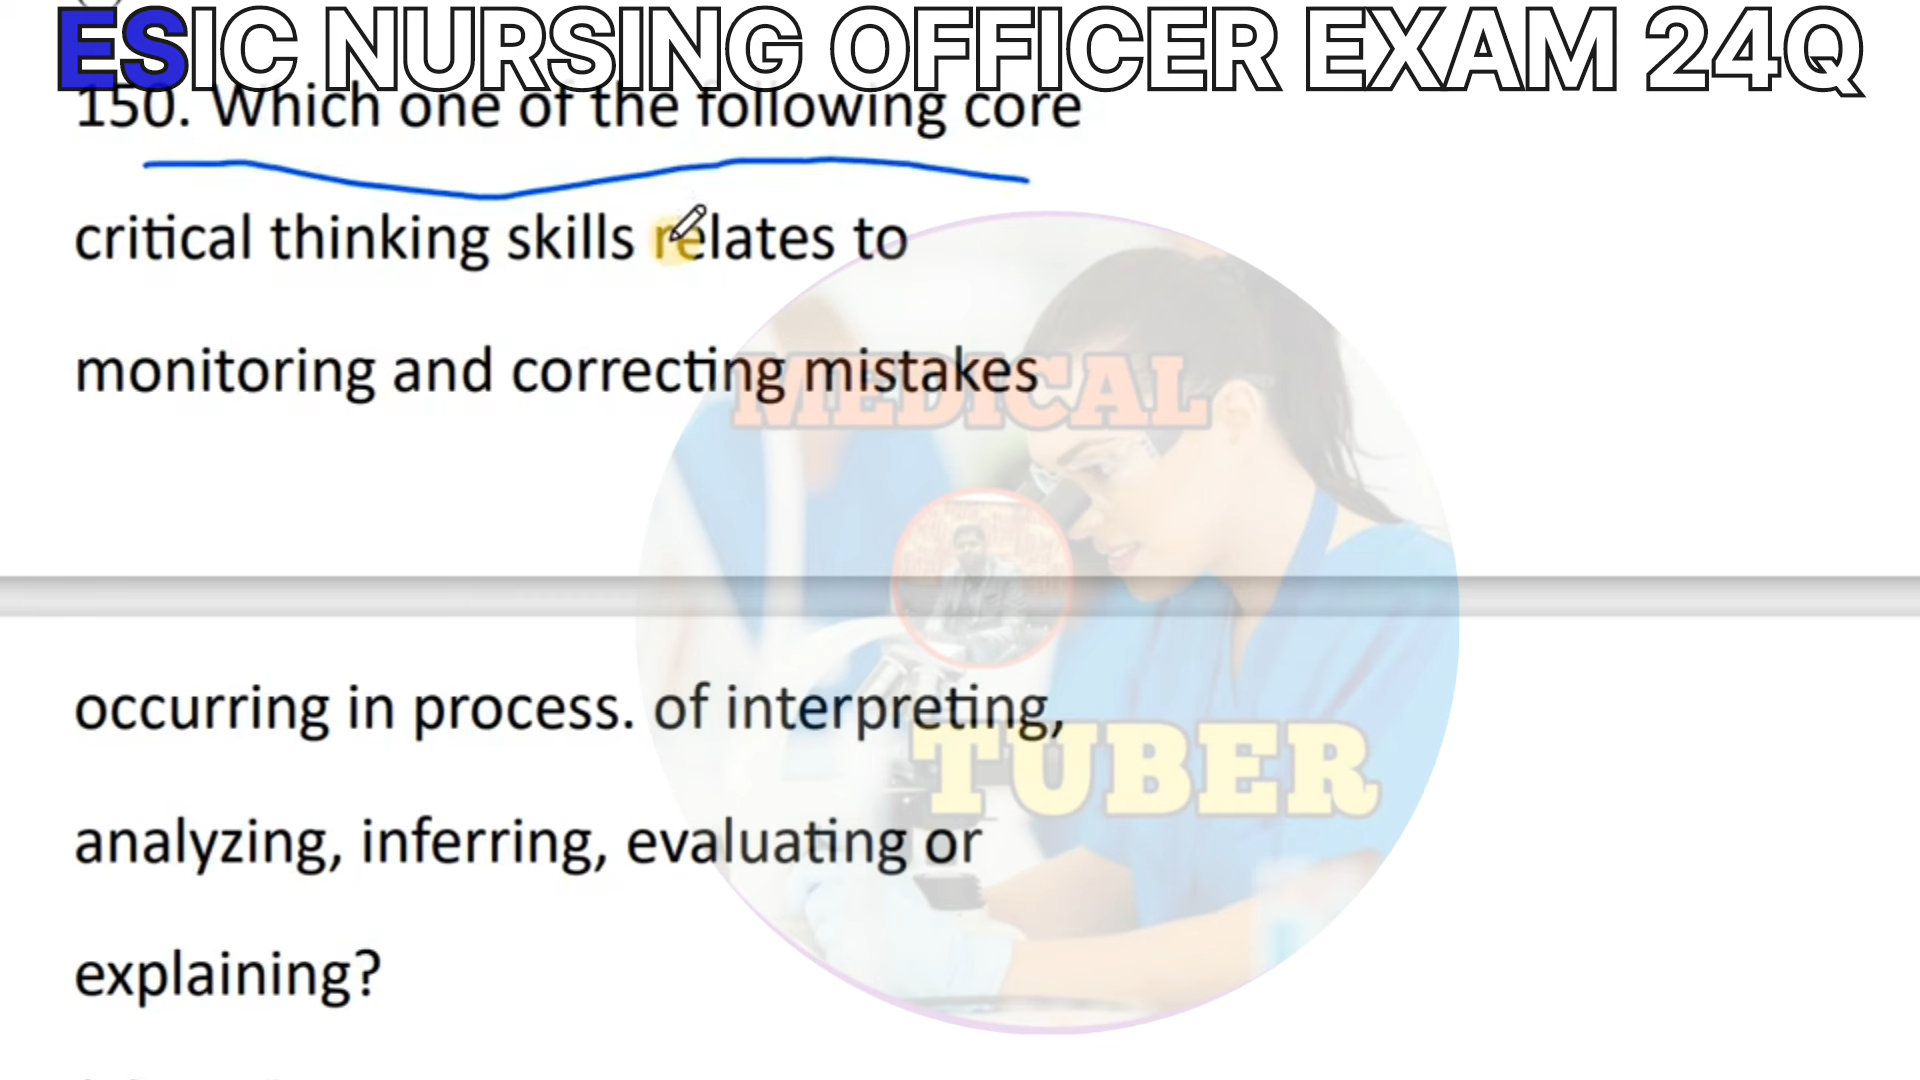 ESIC NURSING OFFICER EXAM 24Q
150. Which one of the following core
critical thinking skills relates to
monitoring and correcting mistakes
MEDICAL
occurring in process. of interpreting,
TUBER
analyzing, inferring, evaluating or
explaining?